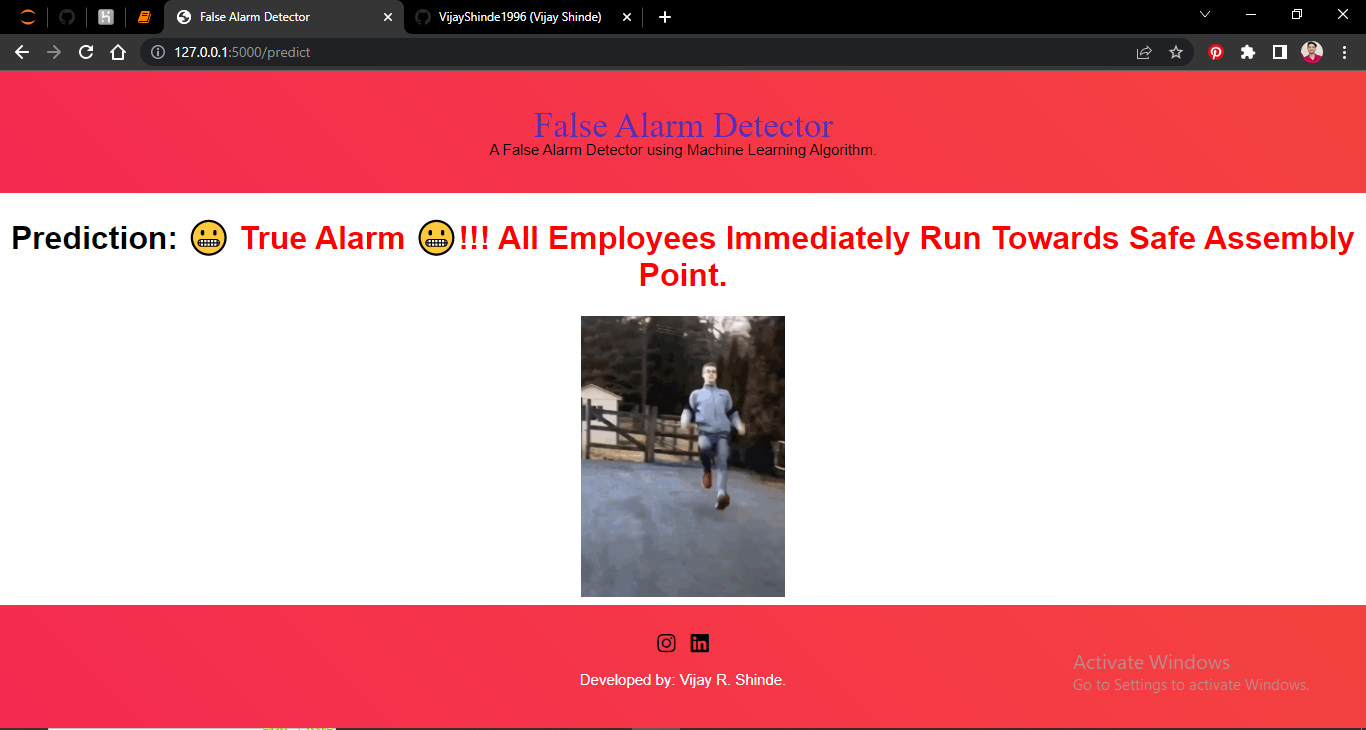 False Alarm Detector
VijayShinde1996 (Vijay Shinde)
127.0.0.1:5000/predict
False Alarm Detector
A False Alarm Detector using Machine Learning Algorithm.
Prediction: 😬 True Alarm 😬!!! All Employees Immediately Run Towards Safe Assembly
Point.
Activate Windows
Go to Settings to activate Windows.
Developed by: Vijay R. Shinde.